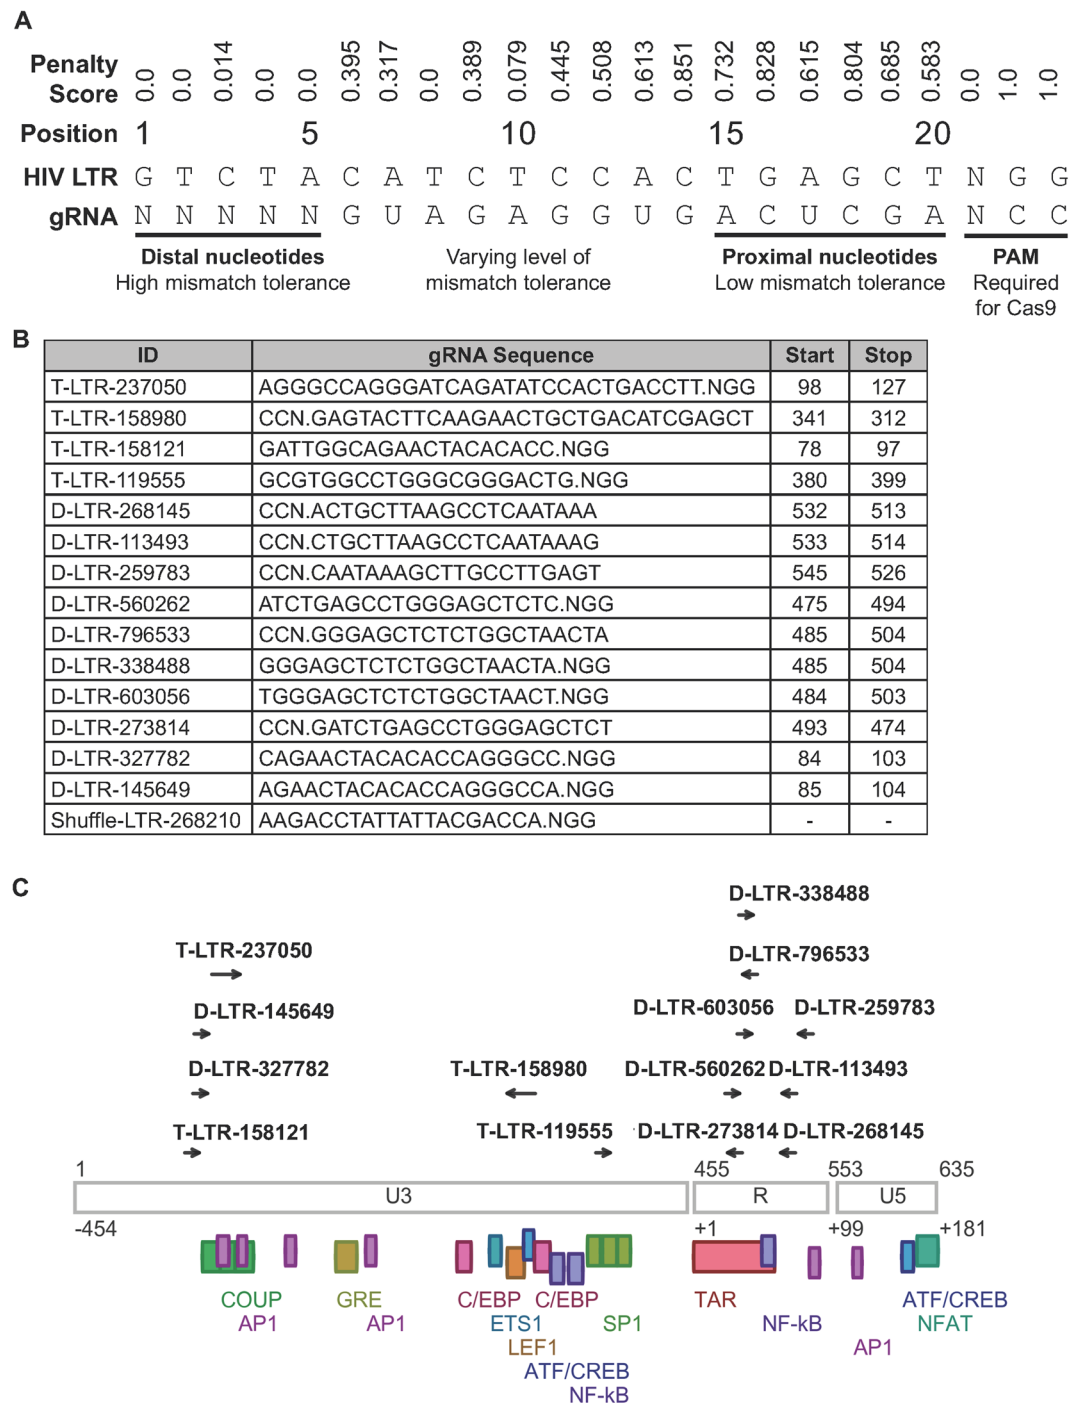 A
Penalty Score 0.0 0.0 0.014 0.0 0.0 0.395 0.317 0.0 0.389 0.079 0.445 0.508 0.613 0.851 0.732 0.828 0.615 0.804 0.685 0.583 0.0 1.0 1.0
Position 1 5 10 15 20
HIV LTR G T C T A C A T C T C C A C T G A G C T N G G
gRNA N N N N N G U A G A G G U G A C U C G A N C C
Distal nucleotides Varying level of Proximal nucleotides PAM
High mismatch tolerance mismatch tolerance Low mismatch tolerance Required
for Cas9
B
ID gRNA Sequence Start Stop
T-LTR-237050 AGGGCCAGGGATCAGATATCCACTGACCTT.NGG 98 127
T-LTR-158980 CCN.GAGTACTTCAAGAACTGCTGACATCGAGCT 341 312
T-LTR-158121 GATTGGCAGAACTACACACC.NGG 78 97
T-LTR-119555 GCGTGGCCTGGGCGGGACTG.NGG 380 399
D-LTR-268145 CCN.ACTGCTTAAGCCTCAATAAA 532 513
D-LTR-113493 CCN.CTGCTTAAGCCTCAATAAAG 533 514
D-LTR-259783 CCN.CAATAAAGCTTGCCTTGAGT 545 526
D-LTR-560262 ATCTGAGCCTGGGAGCTCTC.NGG 475 494
D-LTR-796533 CCN.GGGAGCTCTCTGGCTAACTA 485 504
D-LTR-338488 GGGAGCTCTCTGGCTAACTA.NGG 485 504
D-LTR-603056 TGGGAGCTCTCTGGCTAACT.NGG 484 503
D-LTR-273814 CCN.GATCTGAGCCTGGGAGCTCT 493 474
D-LTR-327782 CAGAACTACACACCAGGGCC.NGG 84 103
D-LTR-145649 AGAACTACACACCAGGGCCA.NGG 85 104
Shuffle-LTR-268210 AAGACCTATTATTACGACCA.NGG - -
C
D-LTR-338488
T-LTR-237050 D-LTR-796533
D-LTR-145649 D-LTR-603056 D-LTR-259783
D-LTR-327782 T-LTR-158980 D-LTR-560262 D-LTR-113493
T-LTR-158121 T-LTR-119555 D-LTR-273814 D-LTR-268145
1 455 553 635
U3 R U5
-454 +1 +99 +181
COUP GRE C/EBP C/EBP TAR ATF/CREB
AP1 AP1 ETS1 SP1 NF-kB NFAT
LEF1 AP1
ATF/CREB
NF-kB